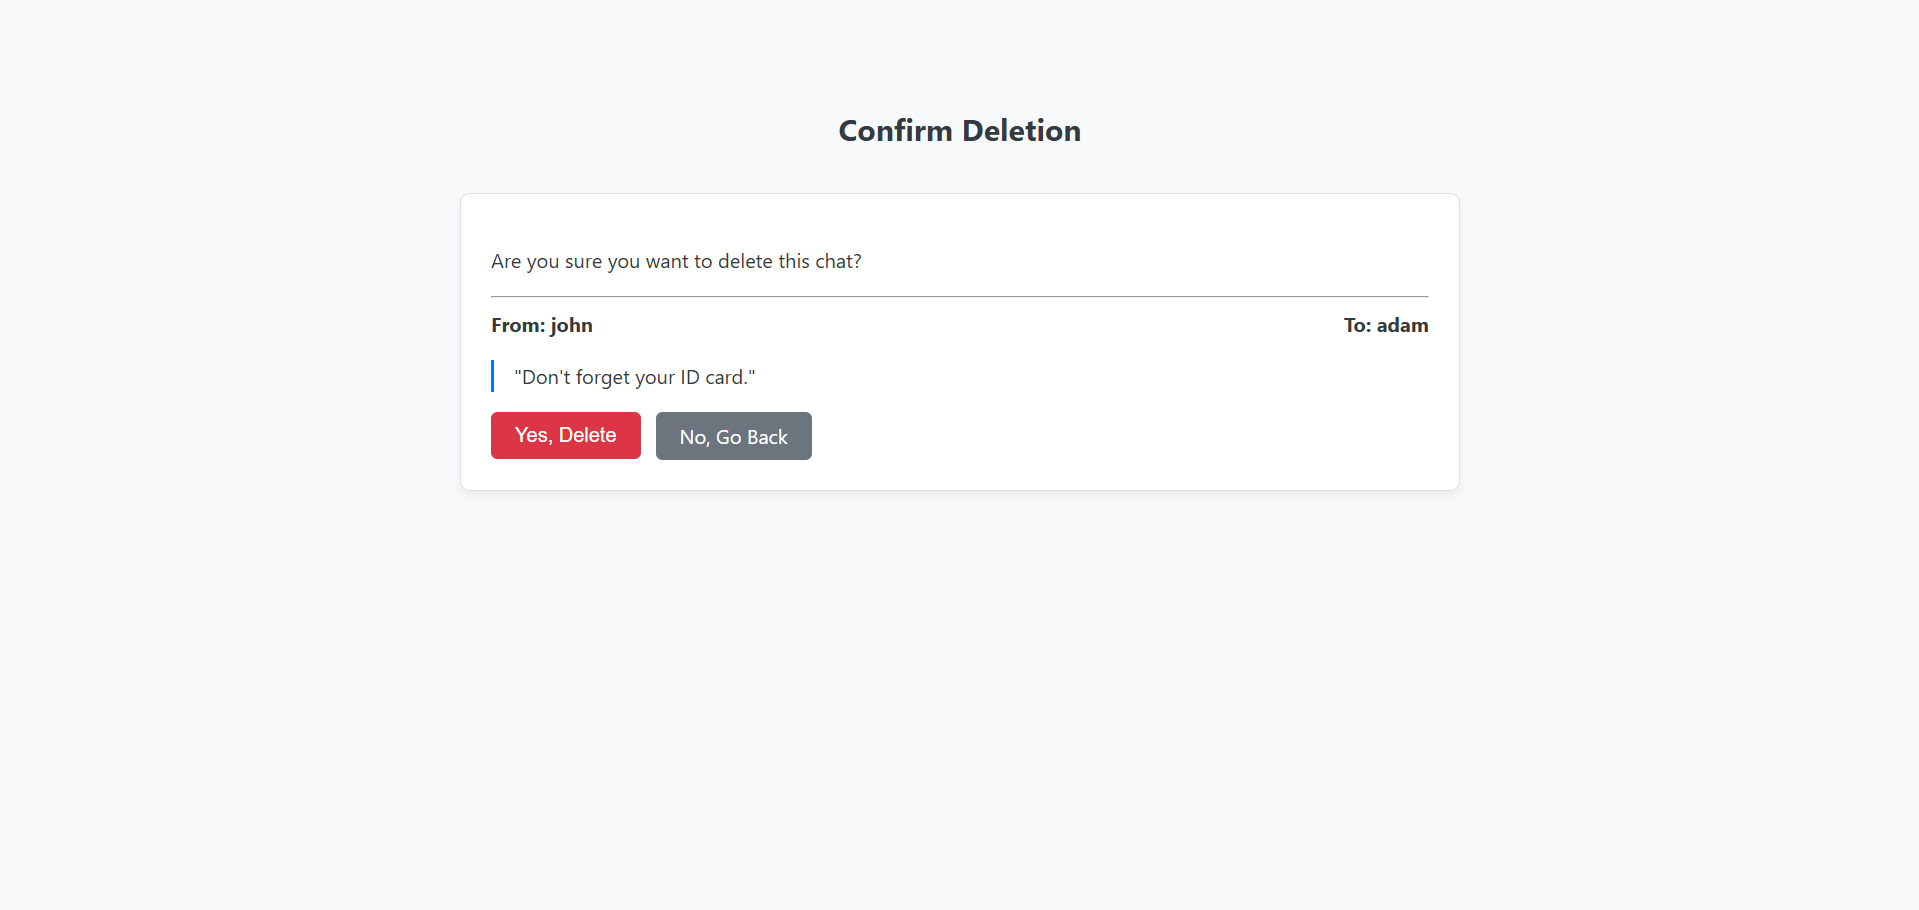 Confirm Deletion
Are you sure you want to delete this chat?
From: john To: adam
"Don't forget your ID card."
Yes, Delete No, Go Back